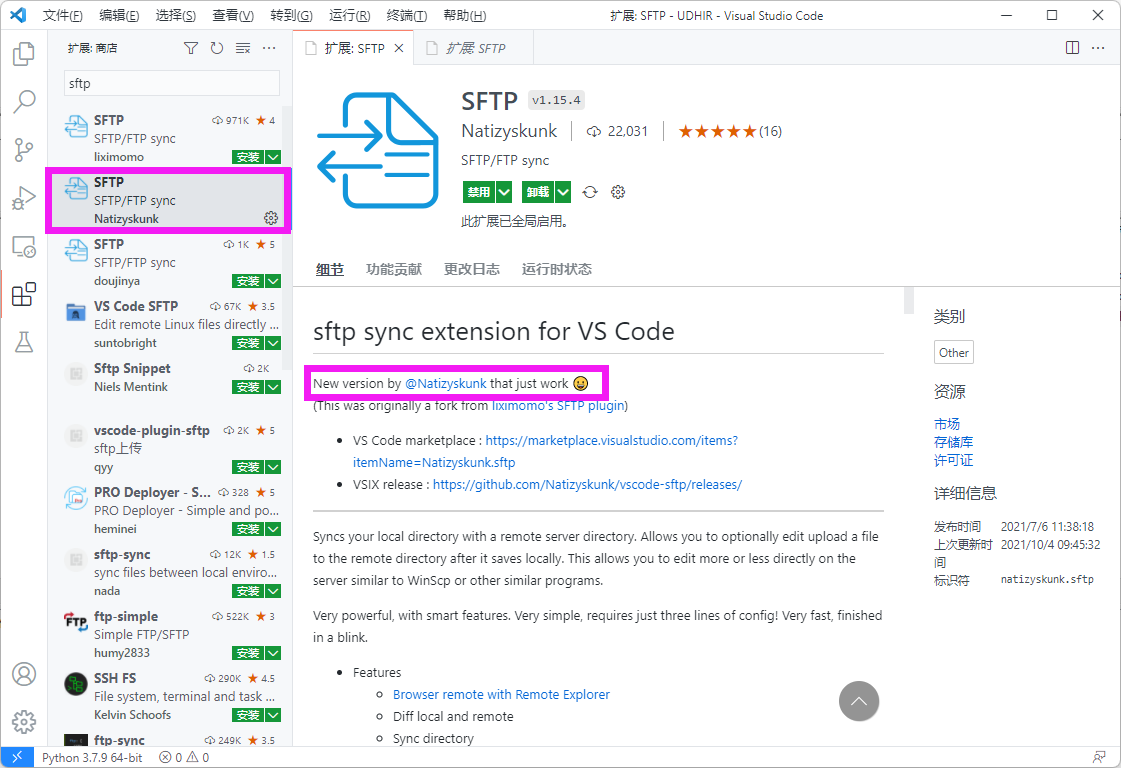 文件(F) 编辑(E) 选择(S) 查看(V) 转到(G) 运行(R) 终端(T) 帮助(H) 扩展: SFTP - UDHIR - Visual Studio Code
扩展: 商店
sftp
SFTP 971K ★ 4
SFTP/FTP sync
liximomo 安装
SFTP
SFTP/FTP sync
Natizyskunk
SFTP 1K ★ 5
SFTP/FTP sync
doujinya 安装
VS Code SFTP 67K ★ 3.5
Edit remote Linux files directly ...
suntobright 安装
Sftp Snippet 2K
Niels Mentink 安装
vscode-plugin-sftp 2K ★ 5
sftp上传
qyy 安装
PRO Deployer - S... 328 ★ 5
PRO Deployer - Simple and po...
heminei 安装
sftp-sync 12K ★ 1.5
sync files between local enviro...
nada 安装
FTP
ftp-simple 522K ★ 3
Simple FTP/SFTP
humy2833 安装
SSH FS 290K ★ 4.5
File system, terminal and task ...
Kelvin Schoofs 安装
ftp-sync 249K ★ 3.5
扩展: SFTP 扩展: SFTP
SFTP v1.15.4
Natizyskunk 22,031 ★★★★★(16)
SFTP/FTP sync
禁用 卸载
此扩展已全局启用。
细节 功能贡献 更改日志 运行时状态
sftp sync extension for VS Code
New version by @Natizyskunk that just work 😀
(This was originally a fork from liximomo's SFTP plugin)
• VS Code marketplace : https://marketplace.visualstudio.com/items?
itemName=Natizyskunk.sftp
• VSIX release : https://github.com/Natizyskunk/vscode-sftp/releases/
Syncs your local directory with a remote server directory. Allows you to optionally edit upload a file
to the remote directory after it saves locally. This allows you to edit more or less directly on the
server similar to WinScp or other similar programs.
Very powerful, with smart features. Very simple, requires just three lines of config! Very fast, finished
in a blink.
• Features
Browser remote with Remote Explorer
Diff local and remote
Sync directory
类别
Other
资源
市场
存储库
许可证
详细信息
发布时间 2021/7/6 11:38:18
上次更新时 2021/10/4 09:45:32
间
标识符 natizyskunk.sftp
Python 3.7.9 64-bit 0 0